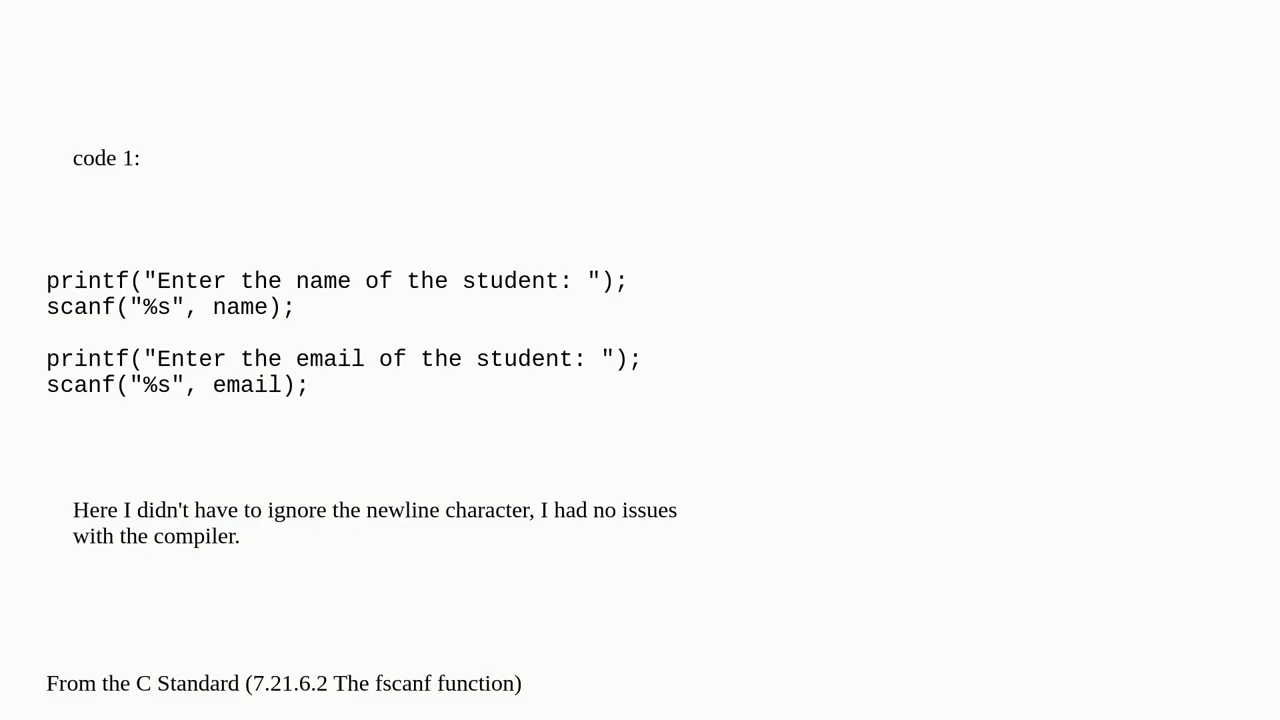 code 1:
printf("Enter the name of the student: ");
scanf("%s", name);
printf("Enter the email of the student: ");
scanf("%s", email);
Here I didn't have to ignore the newline character, I had no issues
with the compiler.
From the C Standard (7.21.6.2 The fscanf function)